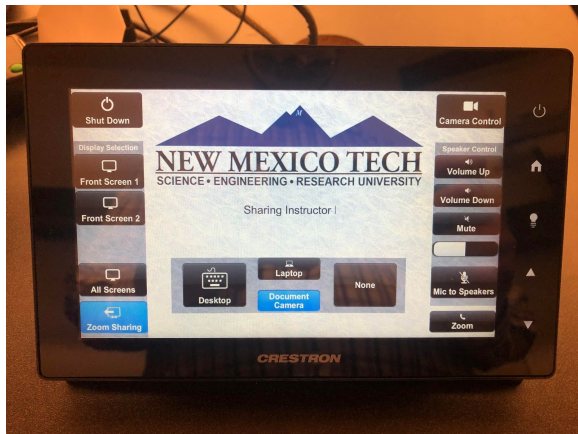 Shut Down
Display Selection
Front Screen 1
Front Screen 2
All Screens
Zoom Sharing
M
NEW MEXICO TECH
SCIENCE • ENGINEERING • RESEARCH UNIVERSITY
Sharing Instructor
Desktop
Laptop
Document
Camera
None
Camera Control
Speaker Control
Volume Up
Volume Down
Mute
Mic to Speakers
Zoom
CRESTRON